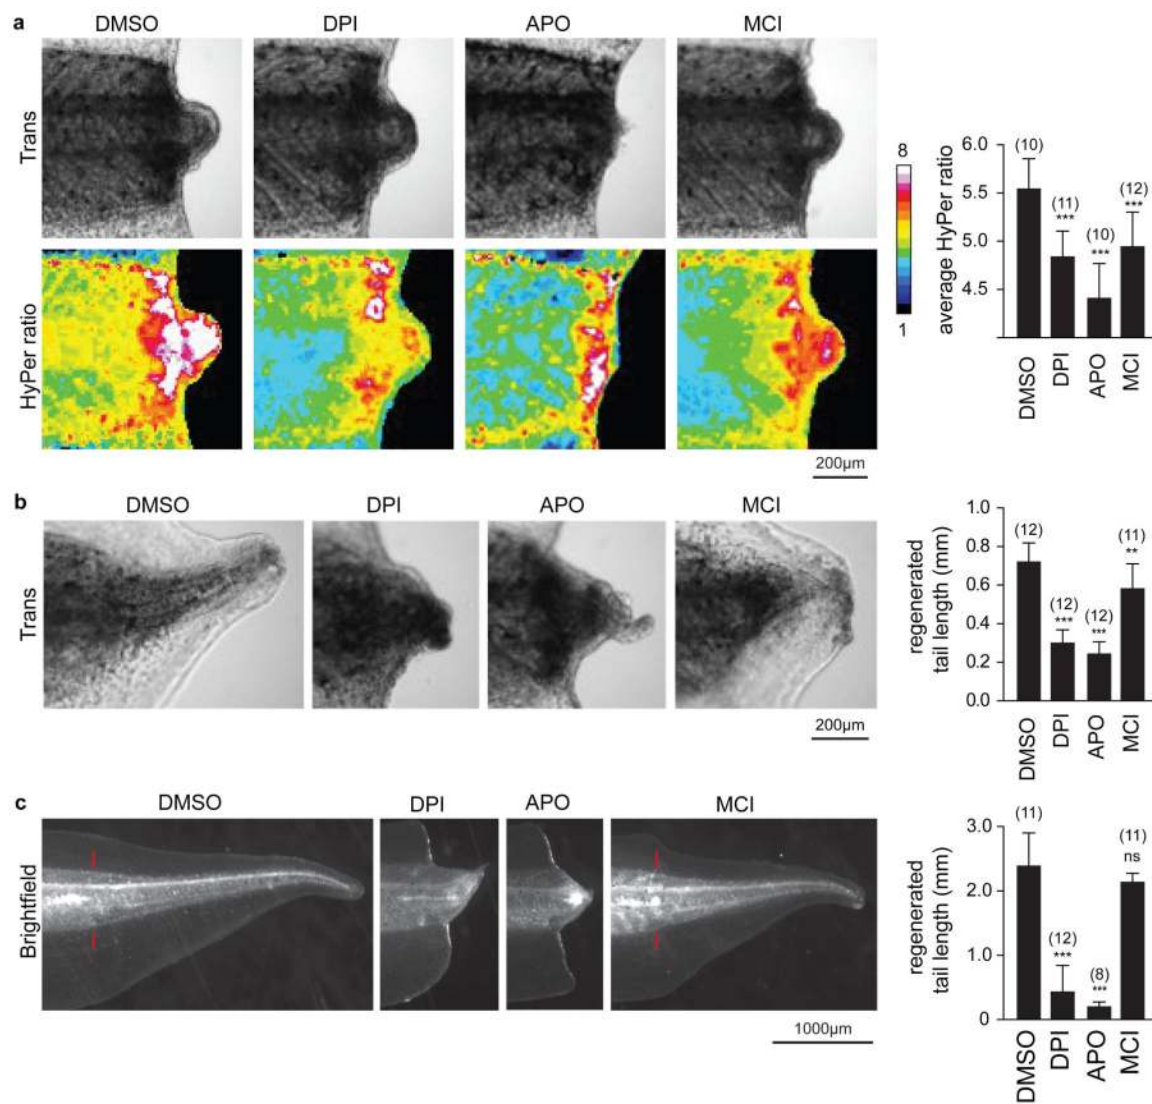 a
DMSO DPI APO MCI
Trans
HyPer ratio
8
1
200µm
average HyPer ratio
6.0
5.5
5.0
4.5
(10)
(11)
***
(10)
***
(12)
***
DMSO DPI APO MCI
b
DMSO DPI APO MCI
Trans
200µm
regenerated
tail length (mm)
1.0
0.8
0.6
0.4
0.2
0.0
(12)
(12)
***
(12)
***
(11)
**
DMSO DPI APO MCI
c
DMSO DPI APO MCI
Brightfield
1000µm
regenerated
tail length (mm)
3.0
2.0
1.0
0
(11)
(12)
***
(8)
***
(11)
ns
DMSO DPI APO MCI